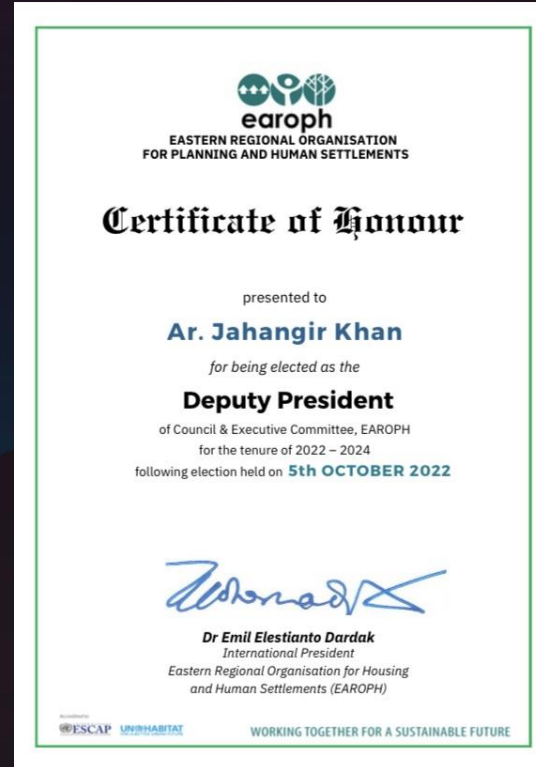 earoph
EASTERN REGIONAL ORGANISATION
FOR PLANNING AND HUMAN SETTLEMENTS
Certificate of Honour
presented to
Ar. Jahangir Khan
for being elected as the
Deputy President
of Council & Executive Committee, EAROPH
for the tenure of 2022 – 2024
following election held on 5th OCTOBER 2022
Dr Emil Elestianto Dardak
International President
Eastern Regional Organisation for Housing
and Human Settlements (EAROPH)
ESCAP UN HABITAT
WORKING TOGETHER FOR A SUSTAINABLE FUTURE